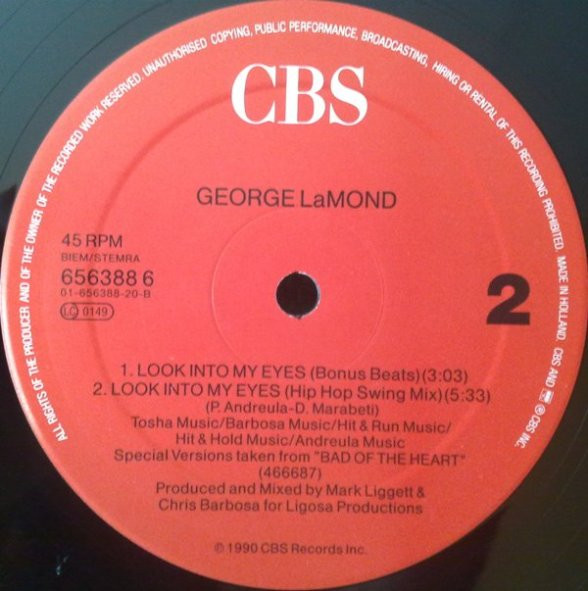 ALL RIGHTS OF THE PRODUCER AND OF THE OWNER OF THE RECORDED WORK RESERVED. UNAUTHORISED COPYING, PUBLIC PERFORMANCE, BROADCASTING, HIRING OR RENTAL OF THIS RECORDING PROHIBITED. MADE IN HOLLAND. CBS AND ℗ © CBS INC.
CBS
GEORGE LaMOND
45 RPM
BIEM/STEMRA
656388 6
01-656388-20-B
LC 0149
2
1. LOOK INTO MY EYES (Bonus Beats)(3:03)
2. LOOK INTO MY EYES (Hip Hop Swing Mix)(5:33)
(P. Andreula-D. Marabeti)
Tosha Music/Barbosa Music/Hit & Run Music/
Hit & Hold Music/Andreula Music
Special Versions taken from "BAD OF THE HEART"
(466687)
Produced and Mixed by Mark Liggett &
Chris Barbosa for Ligosa Productions
℗ 1990 CBS Records Inc.